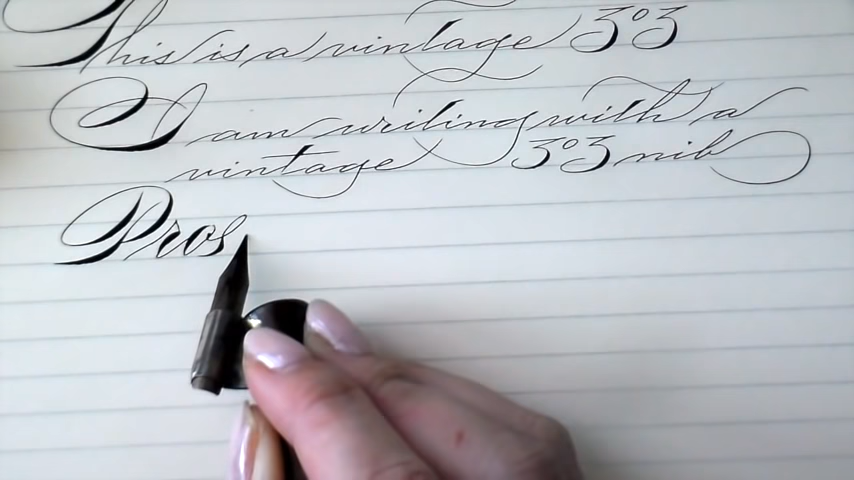 This is a vintage 303
I am writing with a
vintage 303 nib
Pros